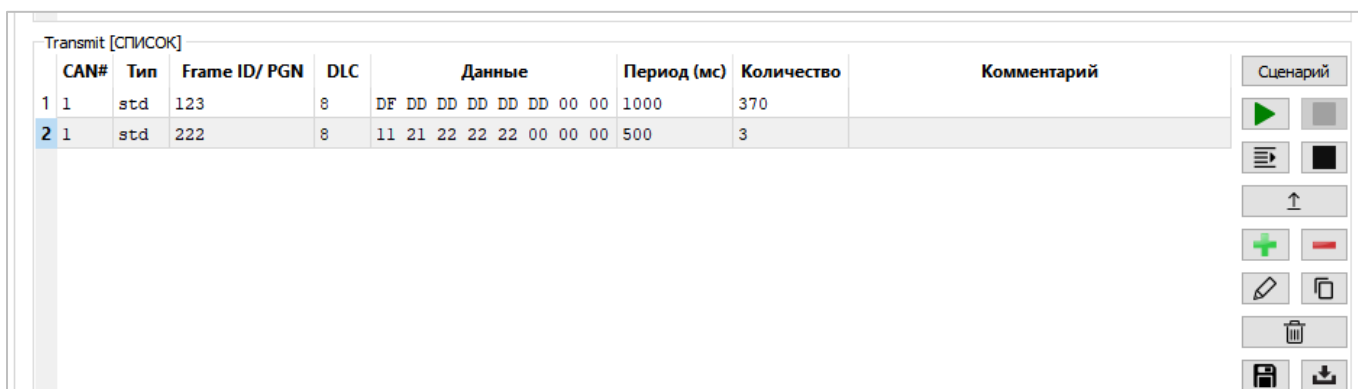 Transmit [СПИСОК]
CAN# Тип Frame ID/ PGN DLC Данные Период (мс) Количество Комментарий Сценарий
1 1 std 123 8 DF DD DD DD DD DD 00 00 1000 370
2 1 std 222 8 11 21 22 22 22 00 00 00 500 3